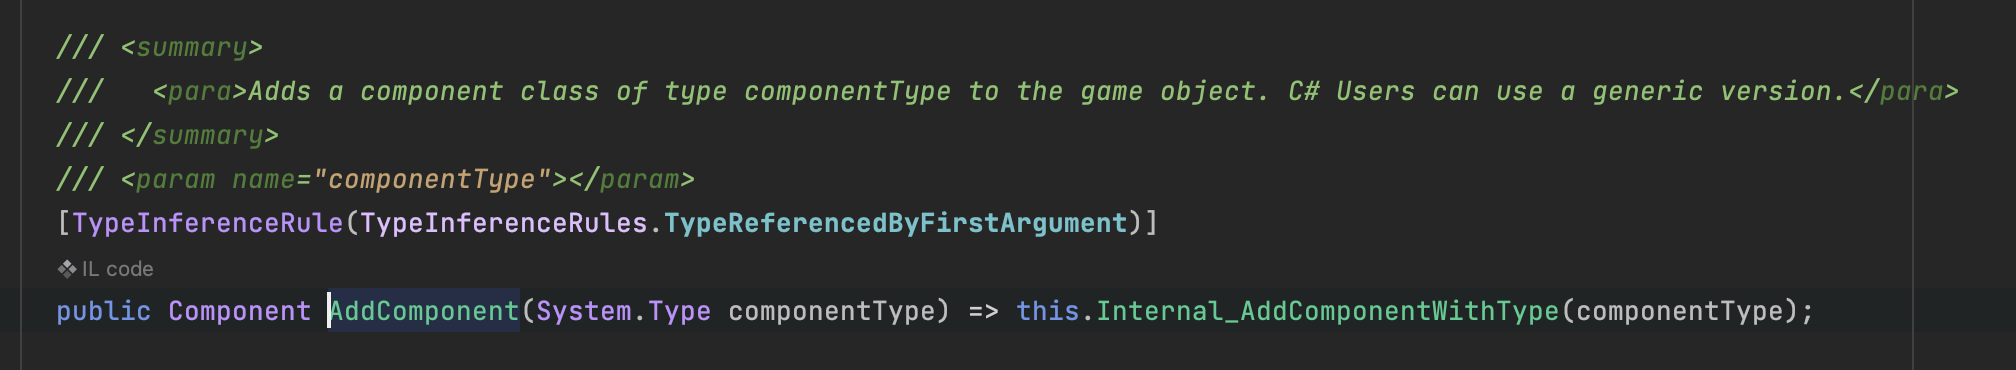 /// <summary>
///   <para>Adds a component class of type componentType to the game object. C# Users can use a generic version.</para>
/// </summary>
/// <param name="componentType"></param>
[TypeInferenceRule(TypeInferenceRules.TypeReferencedByFirstArgument)]
IL code
public Component AddComponent(System.Type componentType) => this.Internal_AddComponentWithType(componentType);